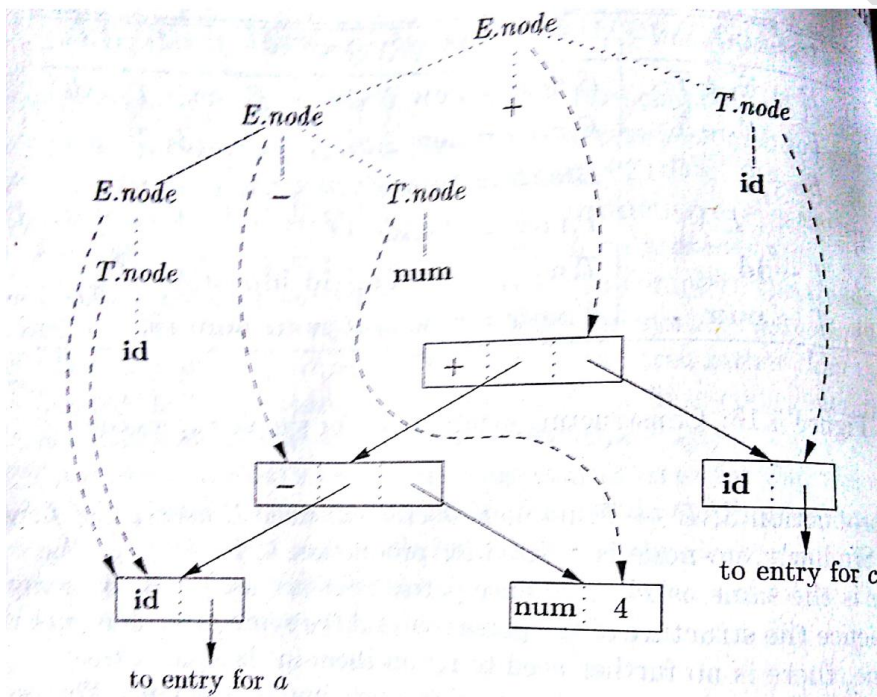 E.node
E.node + T.node
E.node − T.node id
T.node num
id
+
− id
to entry for c
id num 4
to entry for a